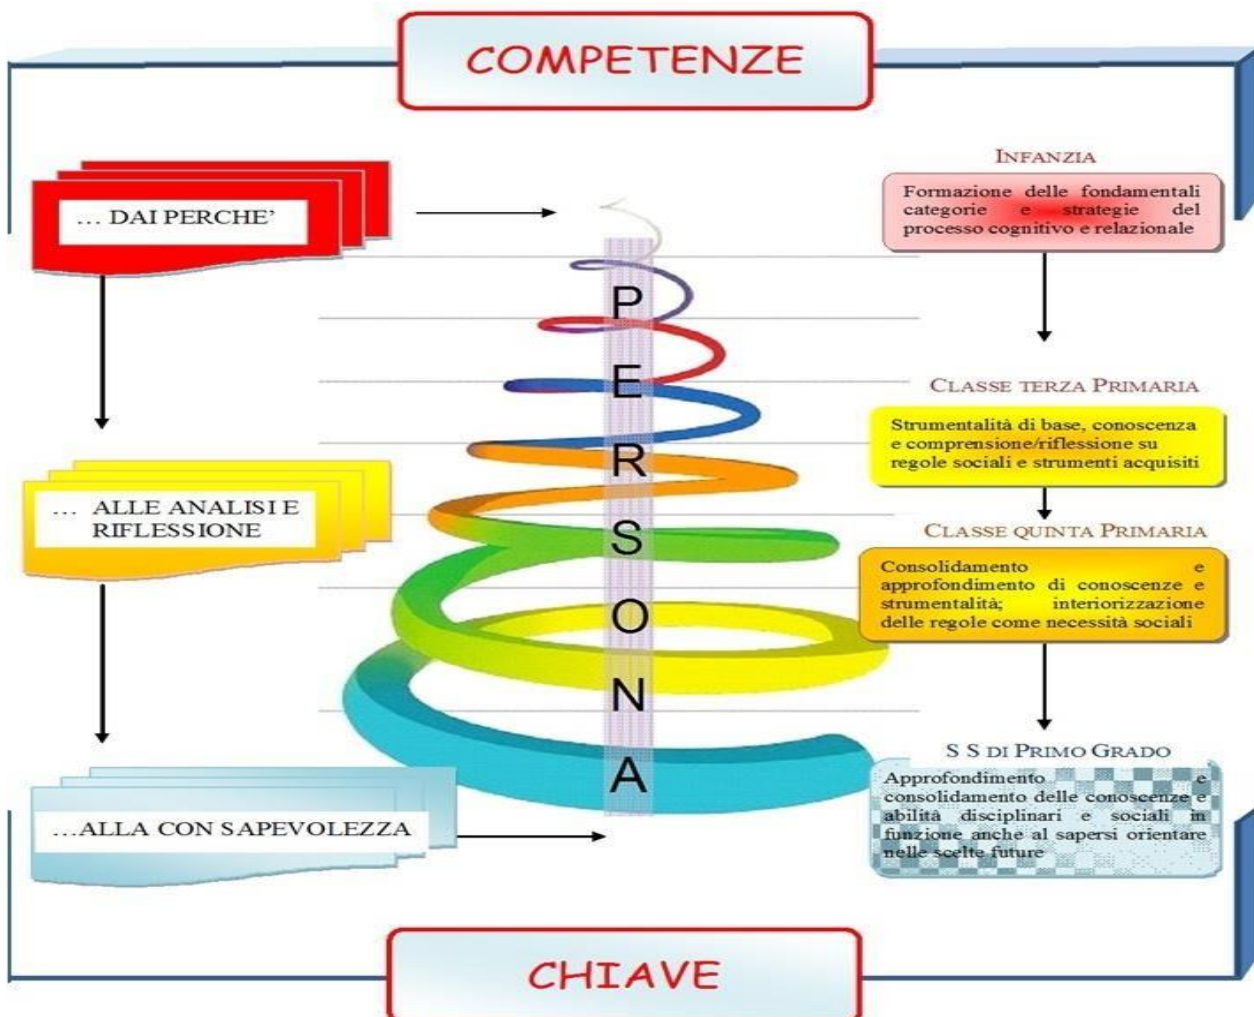 COMPETENZE
… DAI PERCHE’
… ALLE ANALISI E
RIFLESSIONE
…ALLA CON SAPEVOLEZZA
P
E
R
S
O
N
A
INFANZIA
Formazione delle fondamentali
categorie e strategie del
processo cognitivo e relazionale
CLASSE TERZA PRIMARIA
Strumentalità di base, conoscenza
e comprensione/riflessione su
regole sociali e strumenti acquisiti
CLASSE QUINTA PRIMARIA
Consolidamento e
approfondimento di conoscenze e
strumentalità; interiorizzazione
delle regole come necessità sociali
S S DI PRIMO GRADO
Approfondimento e
consolidamento delle conoscenze e
abilità disciplinari e sociali in
funzione anche al sapersi orientare
nelle scelte future
CHIAVE